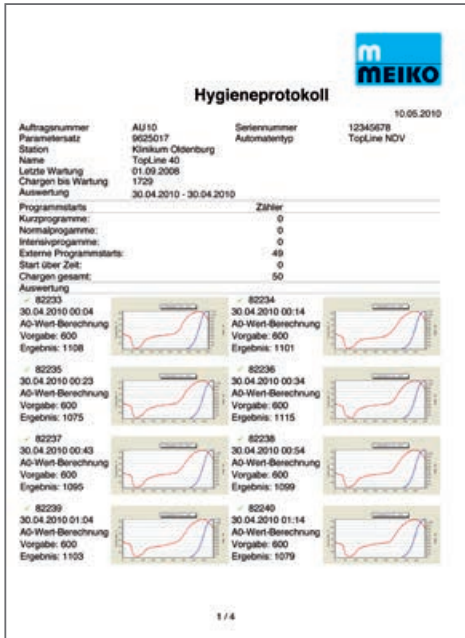 m
MEIKO
Hygieneprotokoll
10.05.2010
Auftragsnummer AU10 Seriennummer 12345678
Parametersatz 9625017 Automatentyp TopLine NDV
Station Klinikum Oldenburg
Name TopLine 40
Letzte Wartung 01.09.2008
Chargen bis Wartung 1729
Auswertung 30.04.2010 - 30.04.2010
Programmstarts Zähler
Kurzprogramme: 0
Normalprogamme: 0
Intensivprogamme: 0
Externe Programmstarts: 49
Start über Zeit: 0
Chargen gesamt: 50
Auswertung
✓ 82233 ✓ 82234
30.04.2010 00:04 30.04.2010 00:14
A0-Wert-Berechnung A0-Wert-Berechnung
Vorgabe: 600 Vorgabe: 600
Ergebnis: 1108 Ergebnis: 1101
✓ 82235 ✓ 82236
30.04.2010 00:23 30.04.2010 00:34
A0-Wert-Berechnung A0-Wert-Berechnung
Vorgabe: 600 Vorgabe: 600
Ergebnis: 1075 Ergebnis: 1115
✓ 82237 ✓ 82238
30.04.2010 00:43 30.04.2010 00:54
A0-Wert-Berechnung A0-Wert-Berechnung
Vorgabe: 600 Vorgabe: 600
Ergebnis: 1095 Ergebnis: 1099
✓ 82239 ✓ 82240
30.04.2010 01:04 30.04.2010 01:14
A0-Wert-Berechnung A0-Wert-Berechnung
Vorgabe: 600 Vorgabe: 600
Ergebnis: 1103 Ergebnis: 1079
1 / 4